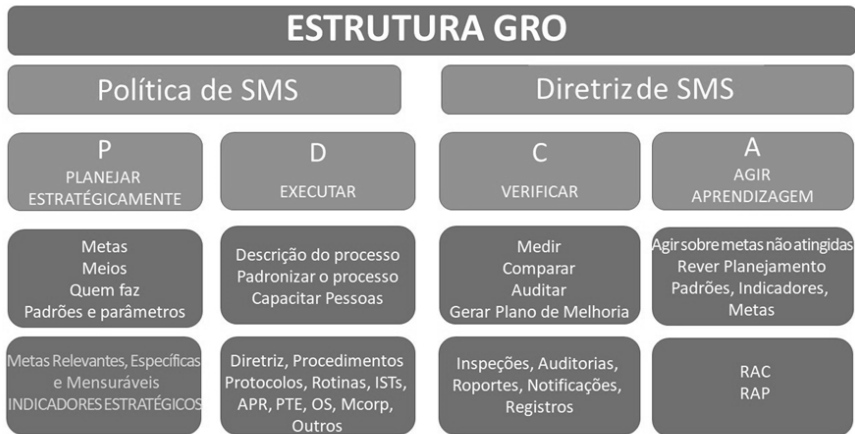 ESTRUTURA GRO
Política de SMS
Diretriz de SMS
P
PLANEJAR
ESTRATÉGICAMENTE
D
EXECUTAR
C
VERIFICAR
A
AGIR
APRENDIZAGEM
Metas
Meios
Quem faz
Padrões e parâmetros
Descrição do processo
Padronizar o processo
Capacitar Pessoas
Medir
Comparar
Auditar
Gerar Plano de Melhoria
Agir sobre metas não atingidas
Rever Planejamento
Padrões, Indicadores,
Metas
Metas Relevantes, Específicas
e Mensuráveis
INDICADORES ESTRATÉGICOS
Diretriz, Procedimentos
Protocolos, Rotinas, ISTs,
APR, PTE, OS, Mcorp,
Outros
Inspeções, Auditorias,
Roportes, Notificações,
Registros
RAC
RAP